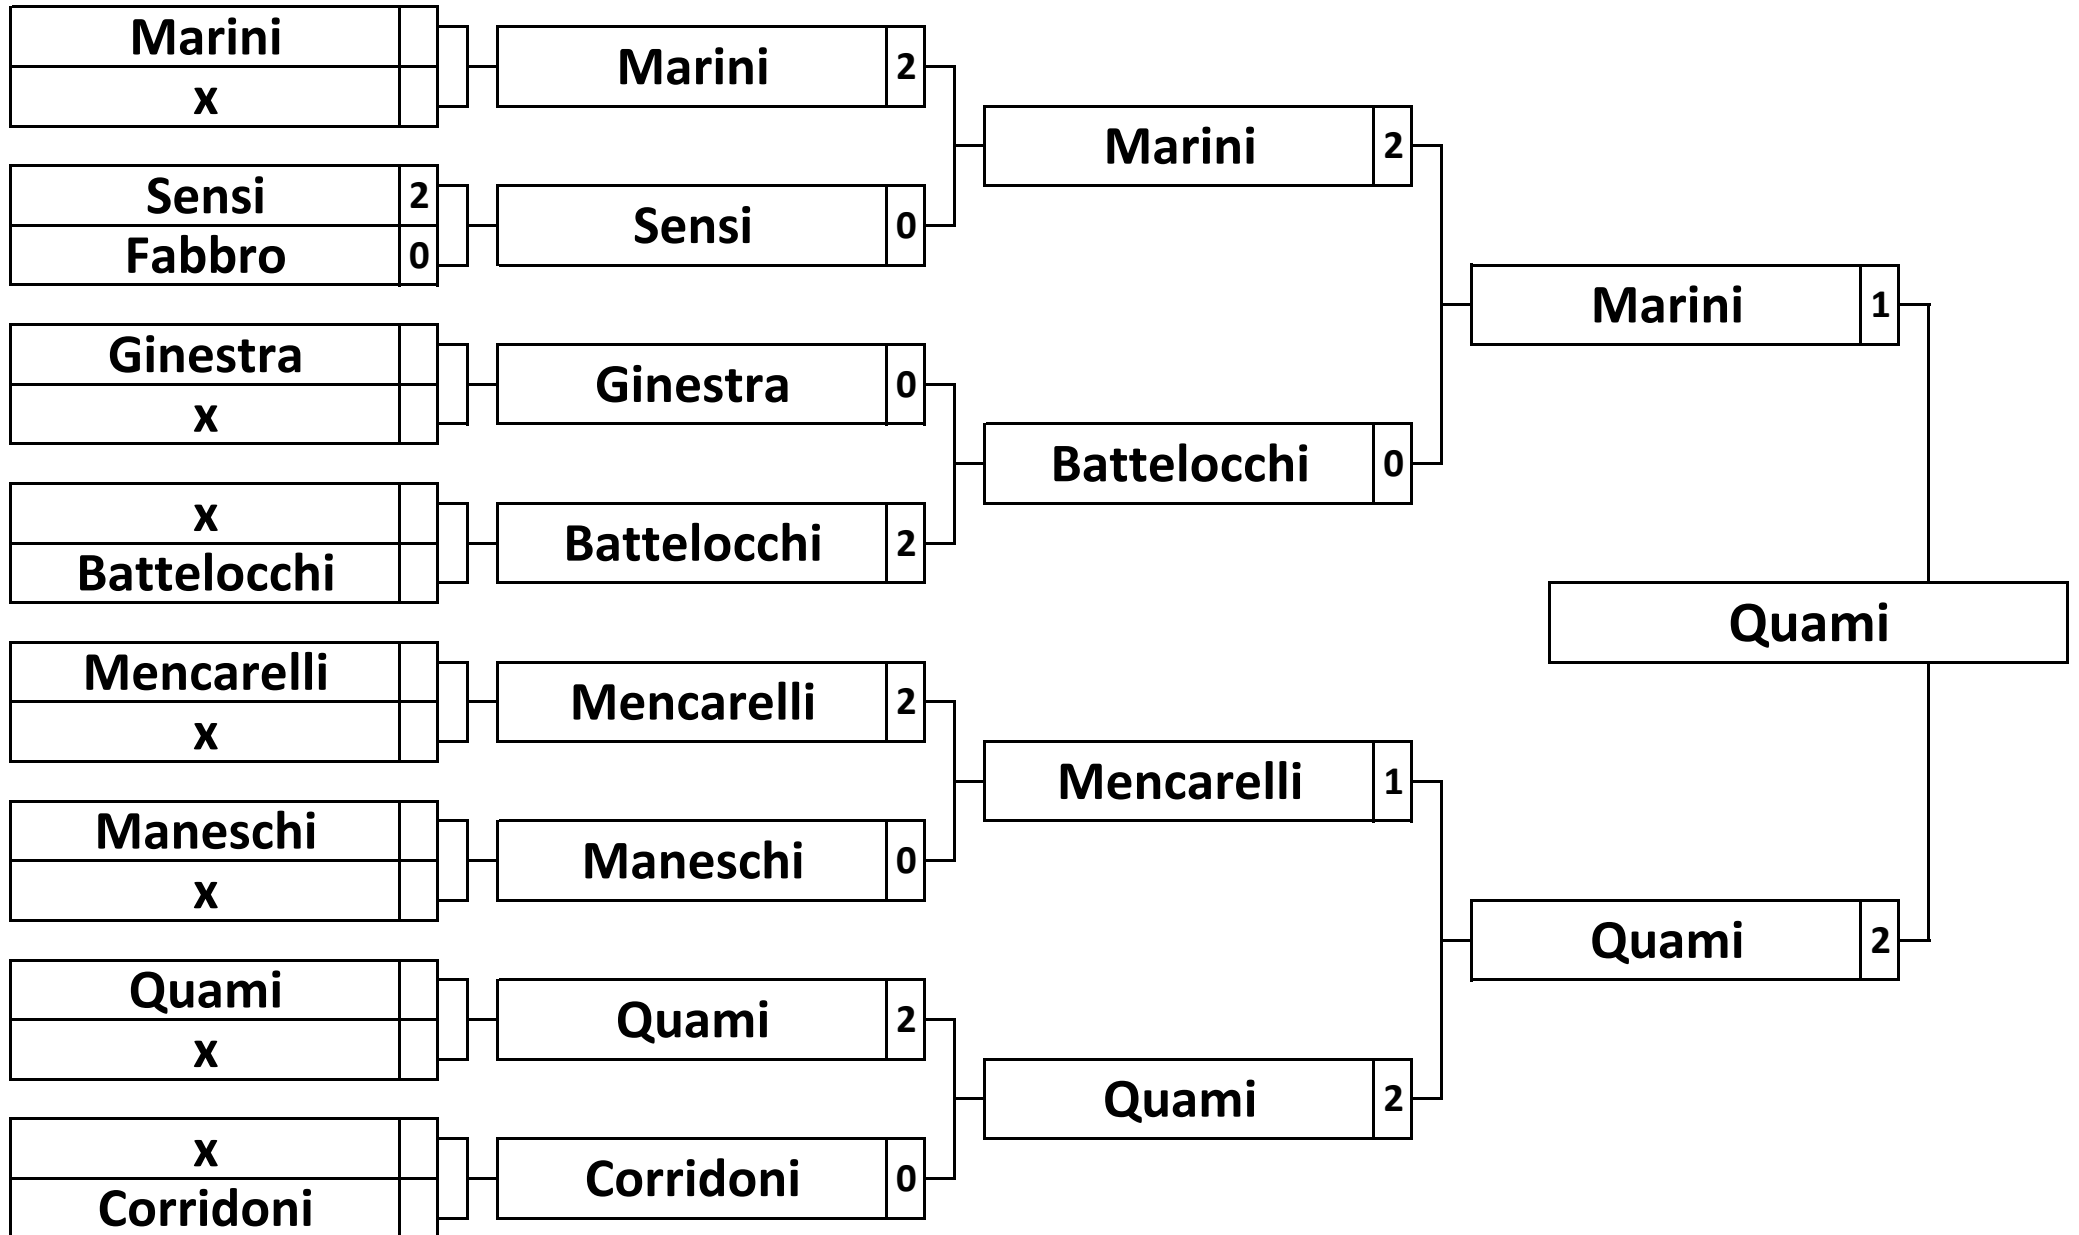 Marini
x
Sensi 2
Fabbro 0
Ginestra
x
x
Battelocchi
Mencarelli
x
Maneschi
x
Quami
x
x
Corridoni
Marini 2
Sensi 0
Ginestra 0
Battelocchi 2
Mencarelli 2
Maneschi 0
Quami 2
Corridoni 0
Marini 2
Battelocchi 0
Mencarelli 1
Quami 2
Marini 1
Quami 2
Quami